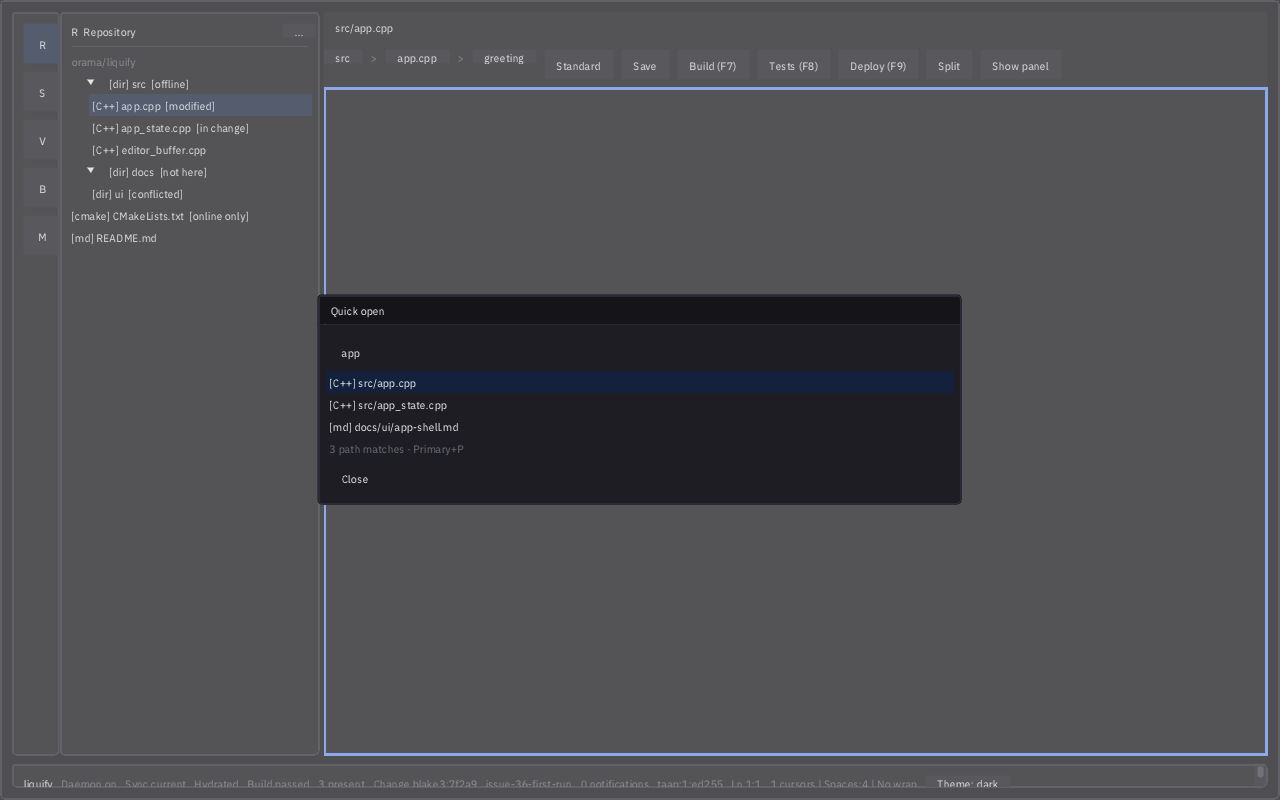 R
S
V
B
M
R Repository ...
orama/liquify
[dir] src [offline]
[C++] app.cpp [modified]
[C++] app_state.cpp [in change]
[C++] editor_buffer.cpp
[dir] docs [not here]
[dir] ui [conflicted]
[cmake] CMakeLists.txt [online only]
[md] README.md
src/app.cpp
src > app.cpp > greeting Standard Save Build (F7) Tests (F8) Deploy (F9) Split Show panel
Quick open
app
[C++] src/app.cpp
[C++] src/app_state.cpp
[md] docs/ui/app-shell.md
3 path matches · Primary+P
Close
liquify Daemon on Sync current Hydrated Build passed 3 present Change blake3:7f2a9 issue-36-first-run 0 notifications Ln 1:1 1 cursors | Spaces:4 | No wrap Theme: dark